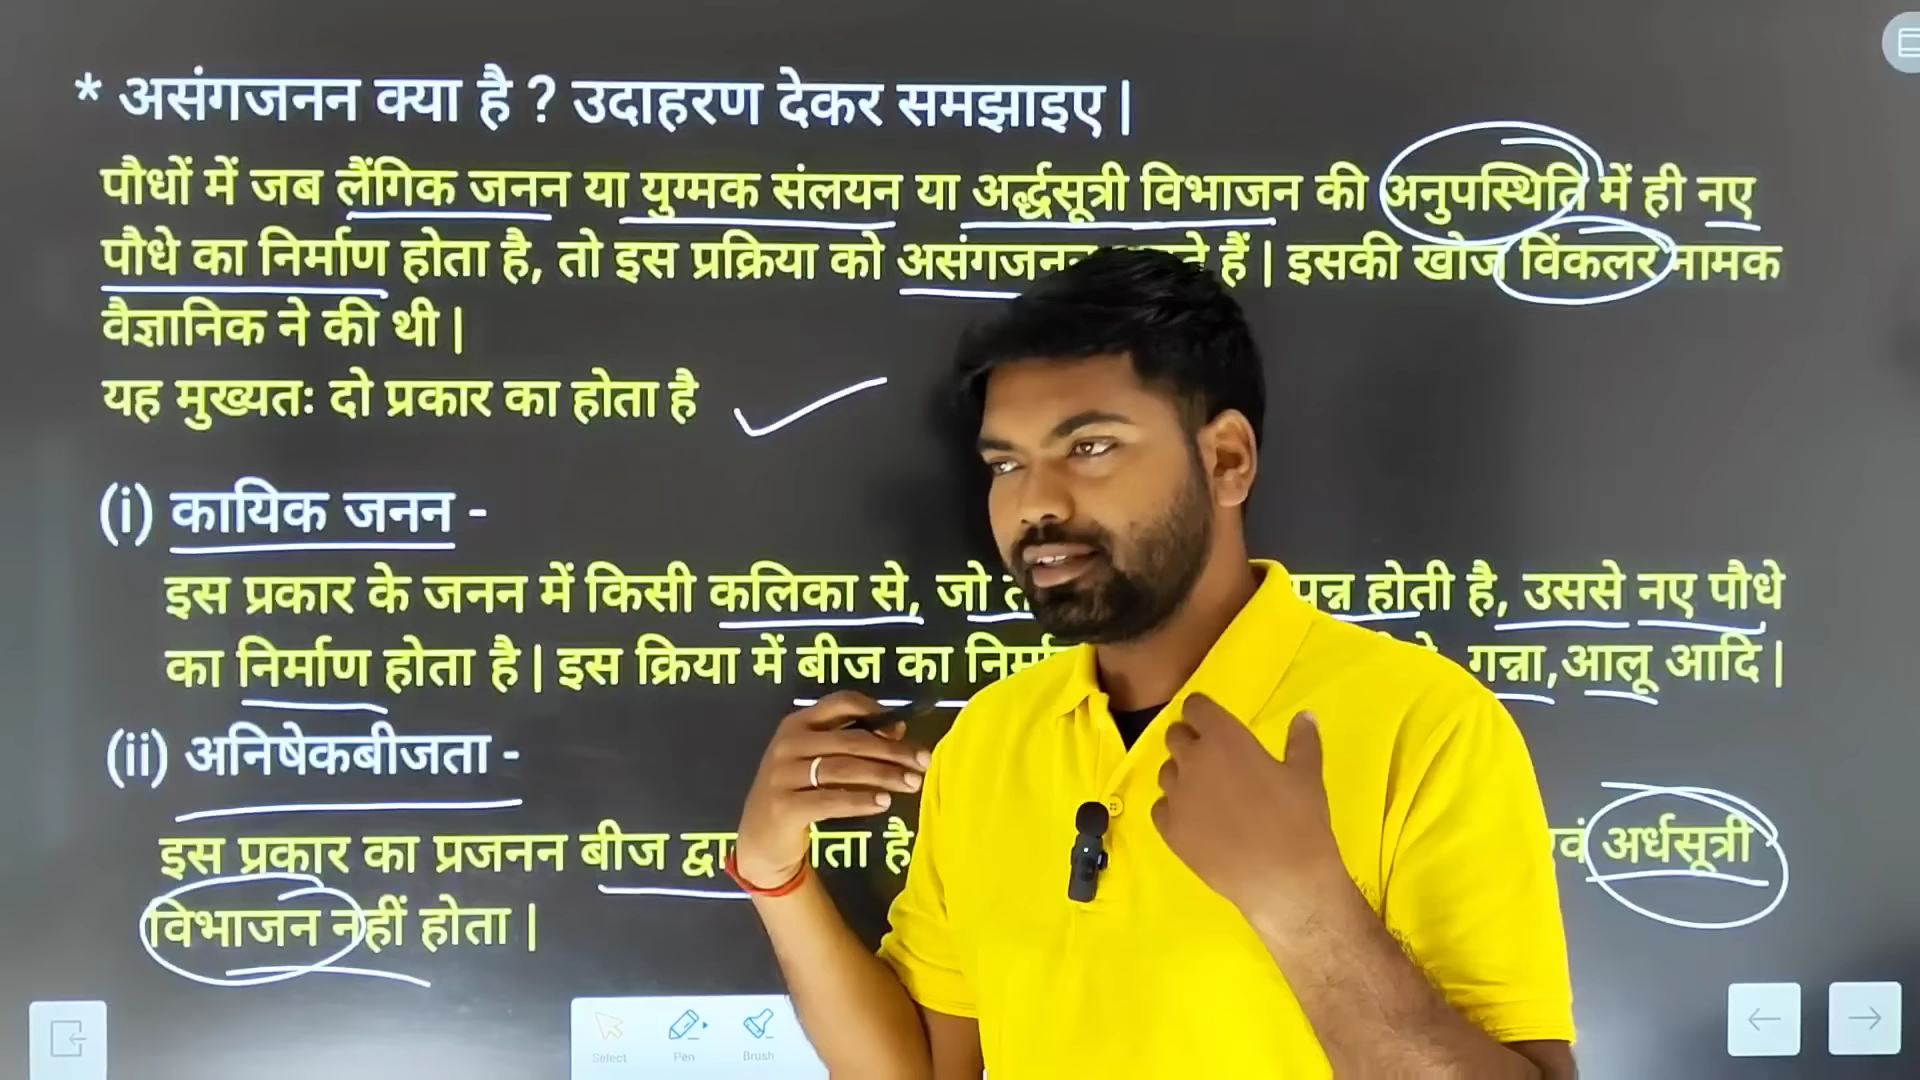 * असंगजनन क्या है ? उदाहरण देकर समझाइए |
पौधों में जब लैंगिक जनन या युग्मक संलयन या अर्द्धसूत्री विभाजन की अनुपस्थिति में ही नए
पौधे का निर्माण होता है, तो इस प्रक्रिया को असंगजनन हैं | इसकी खोज विंकलर नामक
वैज्ञानिक ने की थी |
यह मुख्यतः दो प्रकार का होता है
(i) कायिक जनन -
इस प्रकार के जनन में किसी कलिका से, जो होती है, उससे नए पौधे
का निर्माण होता है | इस क्रिया में बीज का गन्ना,आलू आदि |
(ii) अनिषेकबीजता -
इस प्रकार का प्रजनन बीज है एवं अर्धसूत्री
विभाजन नहीं होता |
Select Pen Brush